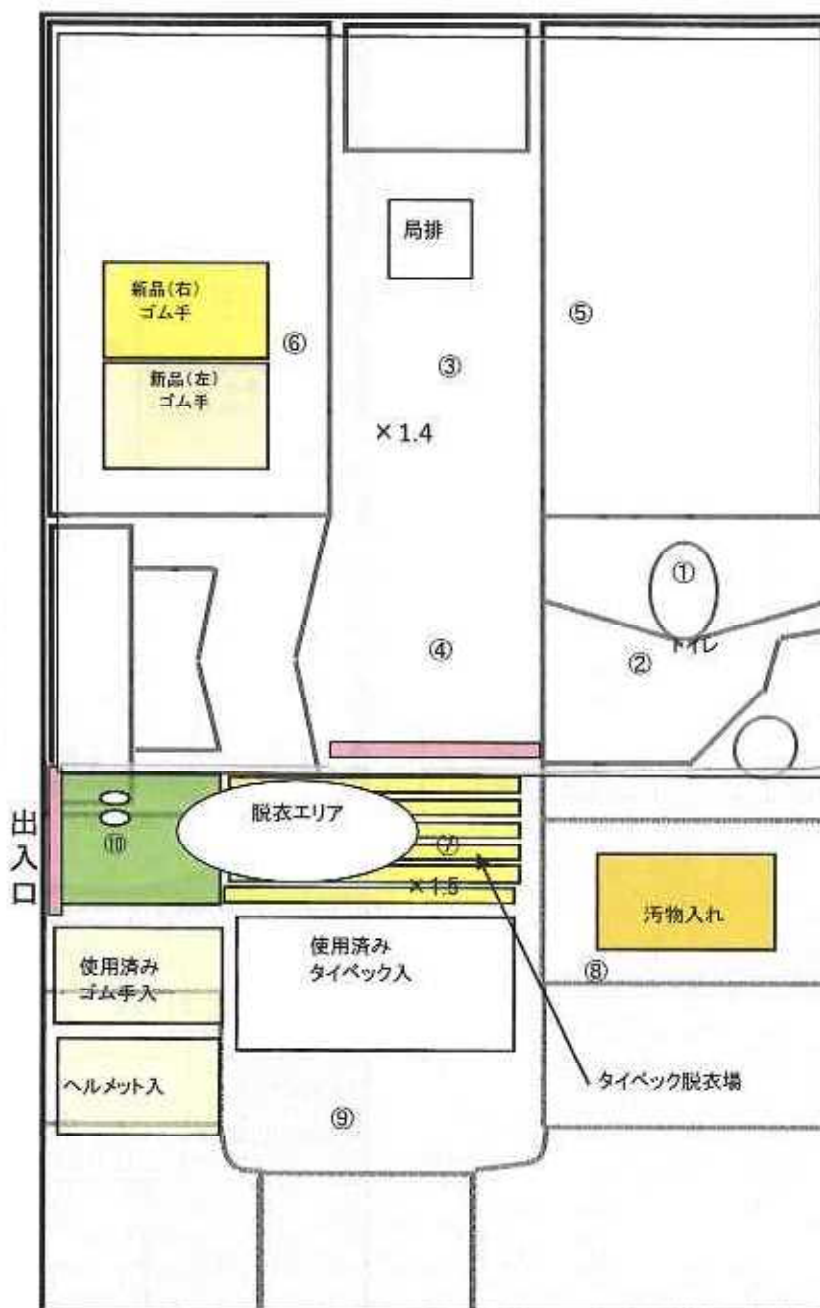 局排
新品(右)
ゴム手
⑤
⑥
新品(左)
ゴム手
③
×1.4
①
トイレ
④
②
出入口
脱衣エリア
⑩
⑦
×1.5
汚物入れ
使用済み
ゴム手入
使用済み
タイベック入
⑧
ヘルメット入
タイベック脱衣場
⑨